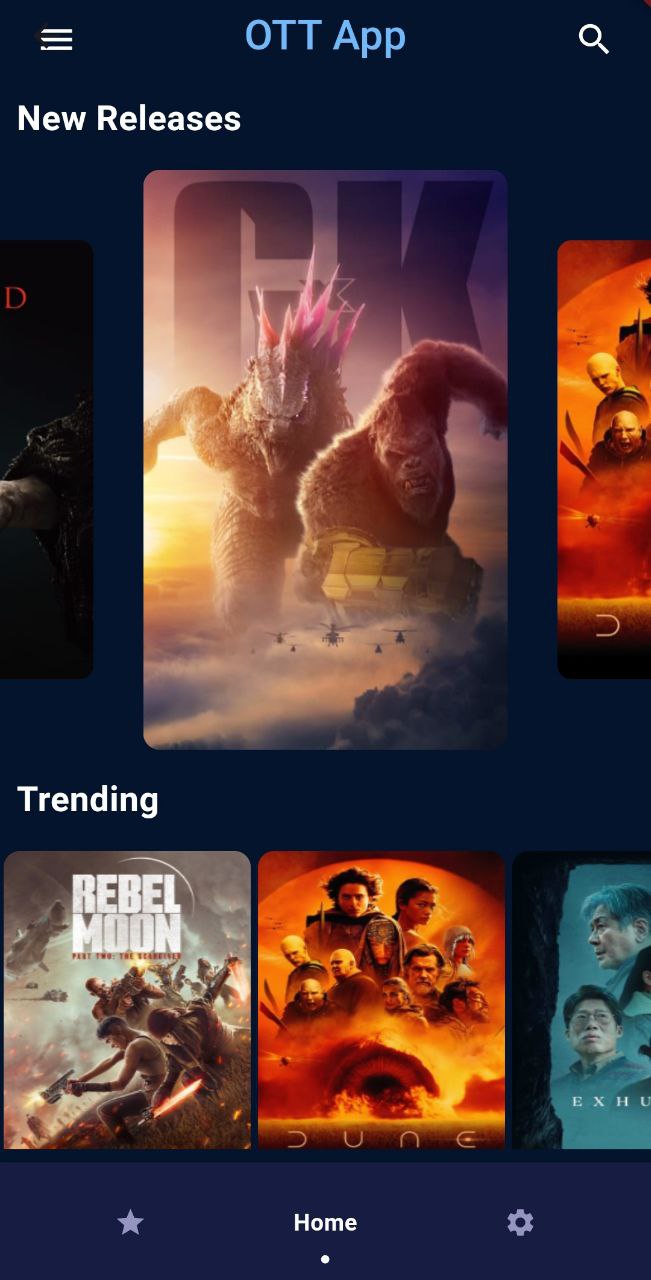 OTT App
New Releases
D
GK
Trending
REBEL
MOON
PART TWO: THE SCARGIVER
DUNE
EXHU
Home